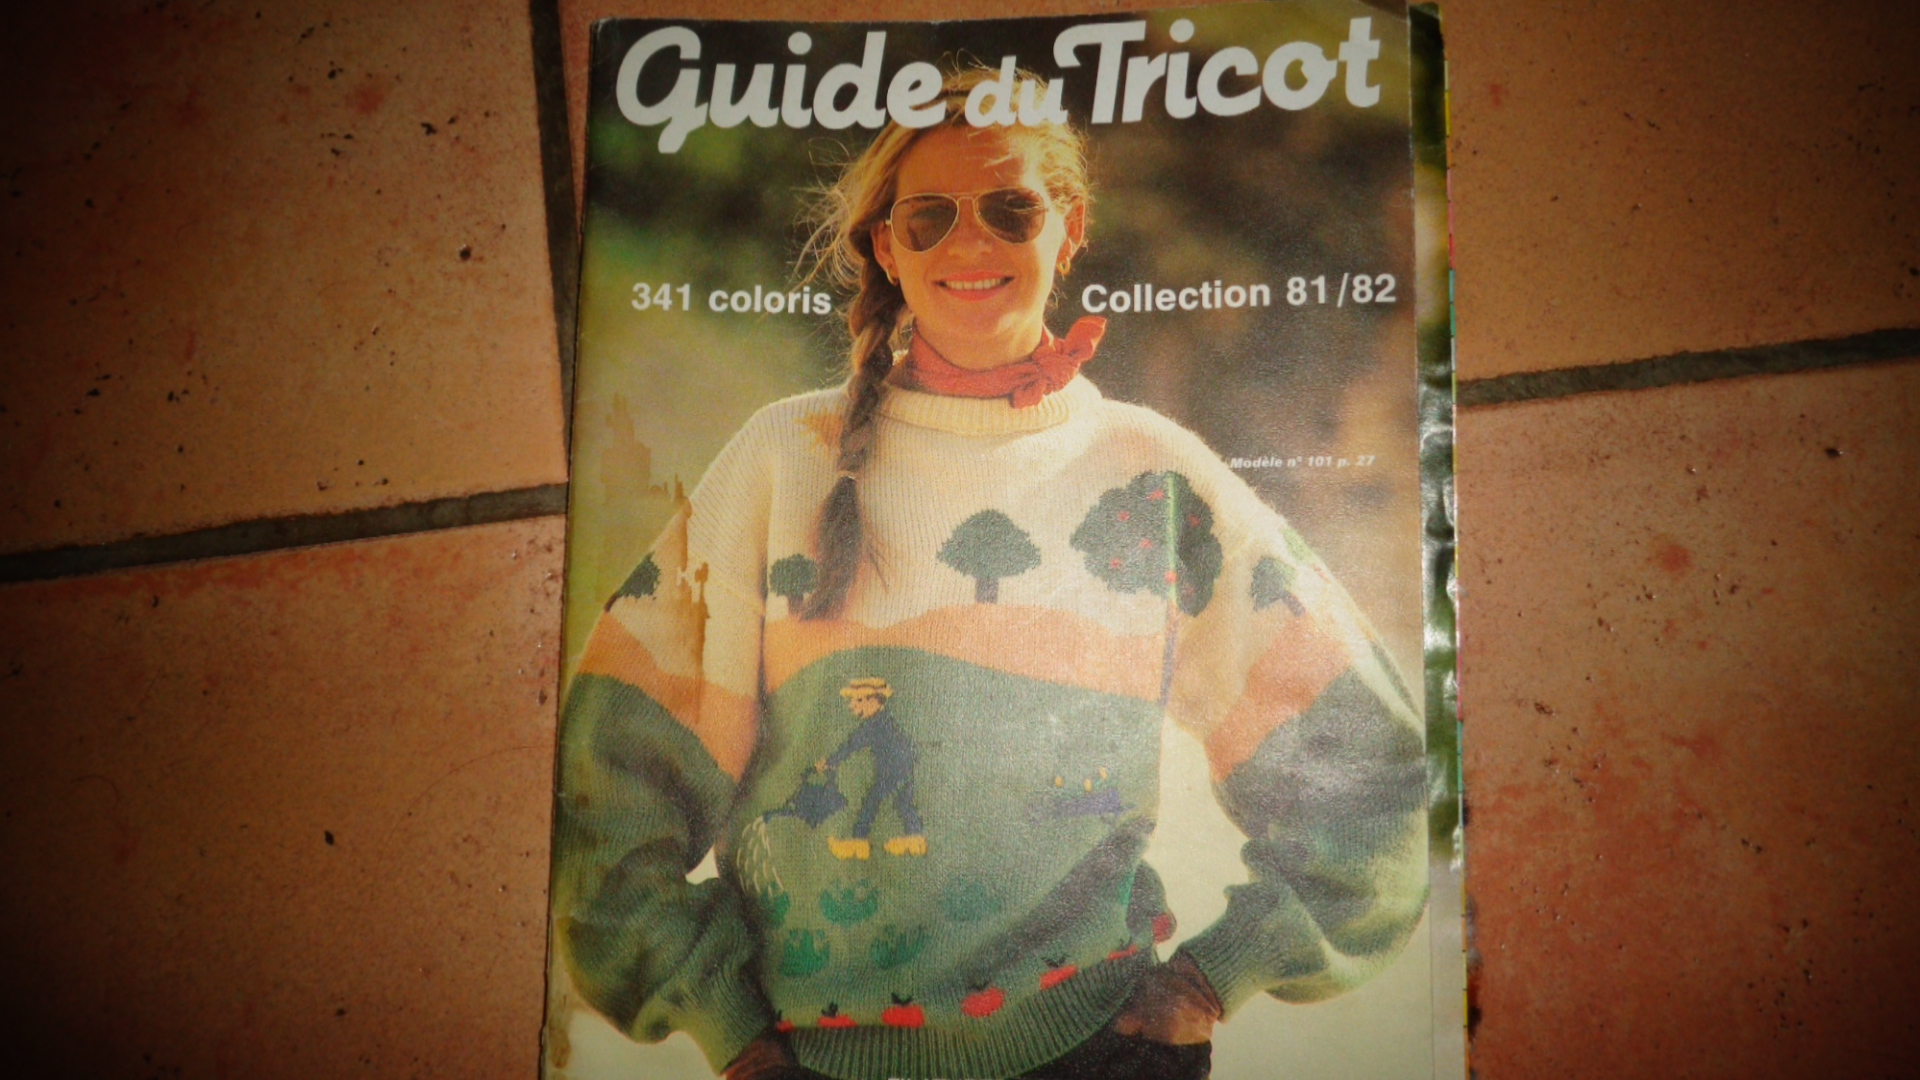 Guide du Tricot
341 coloris
Collection 81/82
Modèle n° 101 p. 27